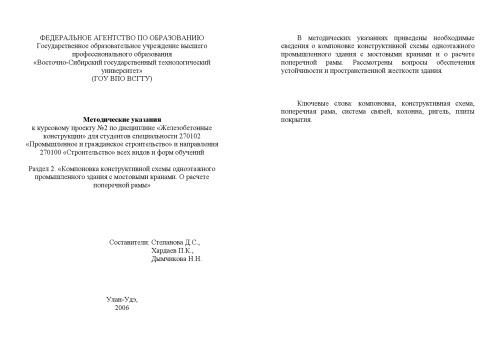 ФЕДЕРАЛЬНОЕ АГЕНТСТВО ПО ОБРАЗОВАНИЮ
Государственное образовательное учреждение высшего
профессионального образования
«Восточно-Сибирский государственный технологический
университет»
(ГОУ ВПО ВСГТУ)
Методические указания
к курсовому проекту №2 по дисциплине «Железобетонные
конструкции» для студентов специальности 270102
«Промышленное и гражданское строительство» и направления
270100 «Строительство» всех видов и форм обучений
Раздел 2. «Компоновка конструктивной схемы одноэтажного
промышленного здания с мостовыми кранами. О расчете
поперечной рамы»
Составители: Степанова Д.С.,
Хардаев П.К.,
Дымчикова Н.Н.
Улан-Удэ,
2006
В методических указаниях приведены необходимые
сведения о компоновке конструктивной схемы одноэтажного
промышленного здания с мостовыми кранами и о расчете
поперечной рамы. Рассмотрены вопросы обеспечения
устойчивости и пространственной жесткости здания.
Ключевые слова: компоновка, конструктивная схема,
поперечная рама, система связей, колонна, ригель, плиты
покрытия.